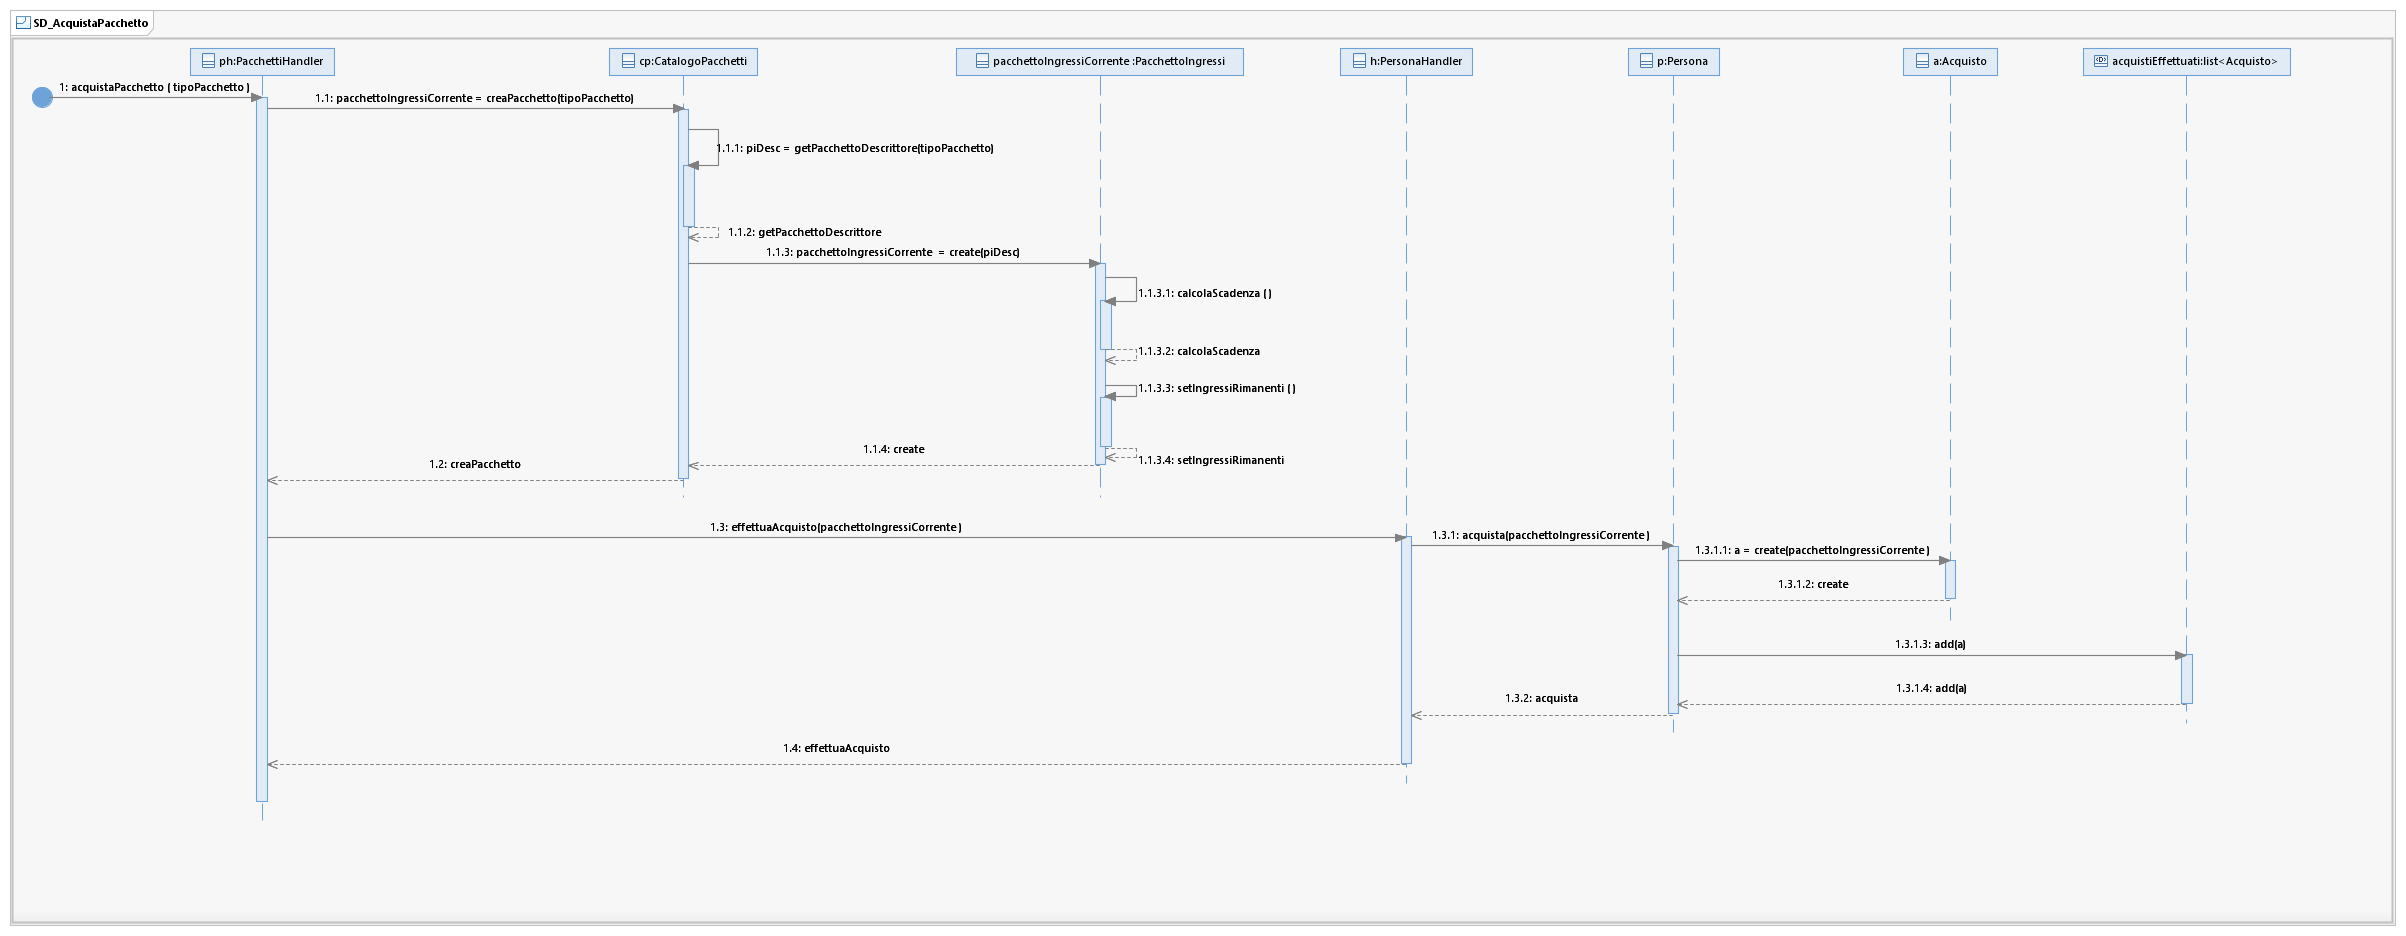 SD_AcquistaPacchetto
ph:PacchettiHandler
cp:CatalogoPacchetti
pacchettoIngressiCorrente :PacchettoIngressi
h:PersonaHandler
p:Persona
a:Acquisto
acquistiEffettuati:list<Acquisto>
1: acquistaPacchetto ( tipoPacchetto )
1.1: pacchettoIngressiCorrente = creaPacchetto(tipoPacchetto)
1.1.1: piDesc = getPacchettoDescrittore(tipoPacchetto)
1.1.2: getPacchettoDescrittore
1.1.3: pacchettoIngressiCorrente = create(piDesc)
1.1.3.1: calcolaScadenza ( )
1.1.3.2: calcolaScadenza
1.1.3.3: setIngressiRimanenti ( )
1.1.4: create
1.1.3.4: setIngressiRimanenti
1.2: creaPacchetto
1.3: effettuaAcquisto(pacchettoIngressiCorrente )
1.3.1: acquista(pacchettoIngressiCorrente )
1.3.1.1: a = create(pacchettoIngressiCorrente )
1.3.1.2: create
1.3.1.3: add(a)
1.3.1.4: add(a)
1.3.2: acquista
1.4: effettuaAcquisto